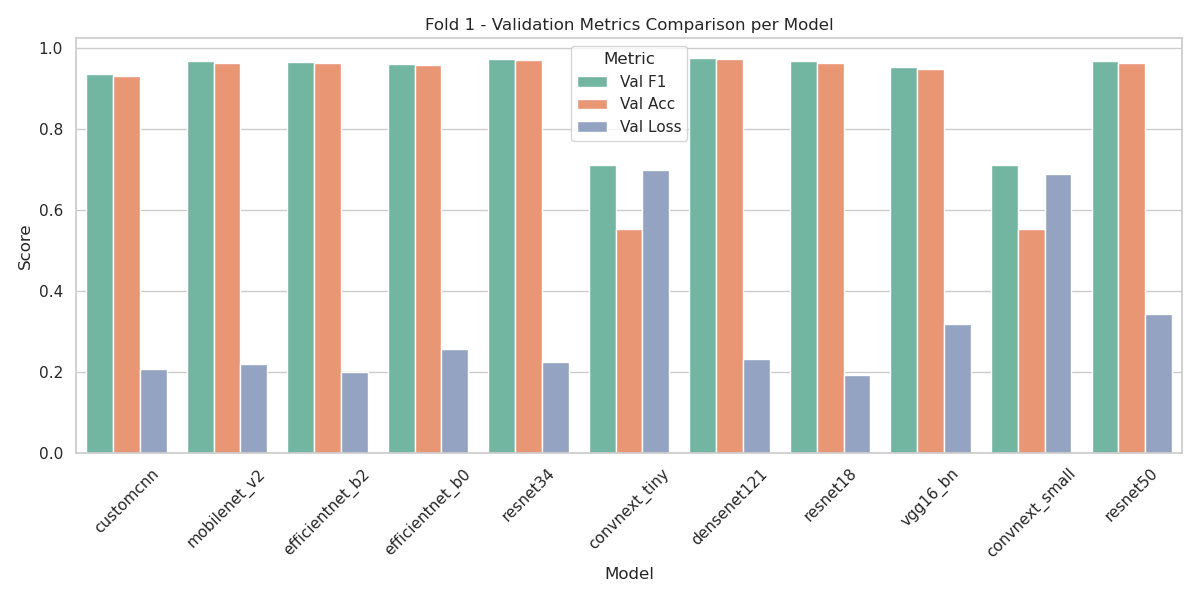 Fold 1 - Validation Metrics Comparison per Model
Metric
Val F1
Val Acc
Val Loss
Score
1.0
0.8
0.6
0.4
0.2
0.0
customcnn
mobilenet_v2
efficientnet_b2
efficientnet_b0
resnet34
convnext_tiny
densenet121
resnet18
vgg16_bn
convnext_small
resnet50
Model